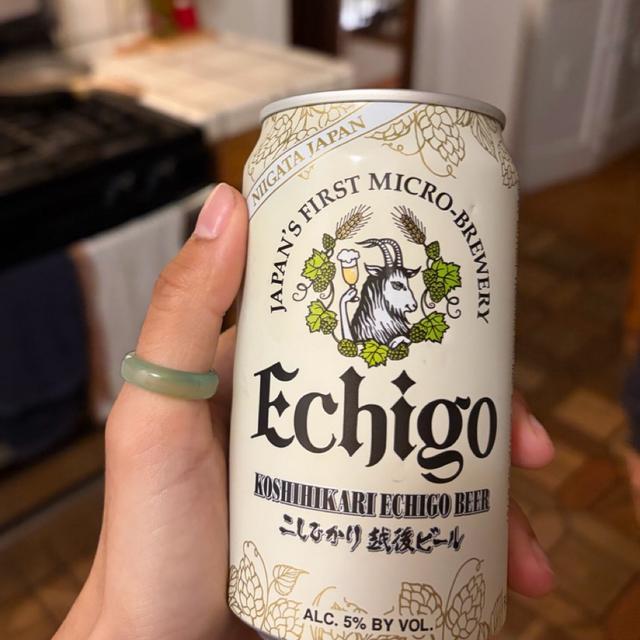 NIIGATA JAPAN
JAPAN'S FIRST MICRO-BREWERY
Echigo
KOSHIHIKARI ECHIGO BEER
こしひかり越後ビール
ALC. 5% BY VOL.